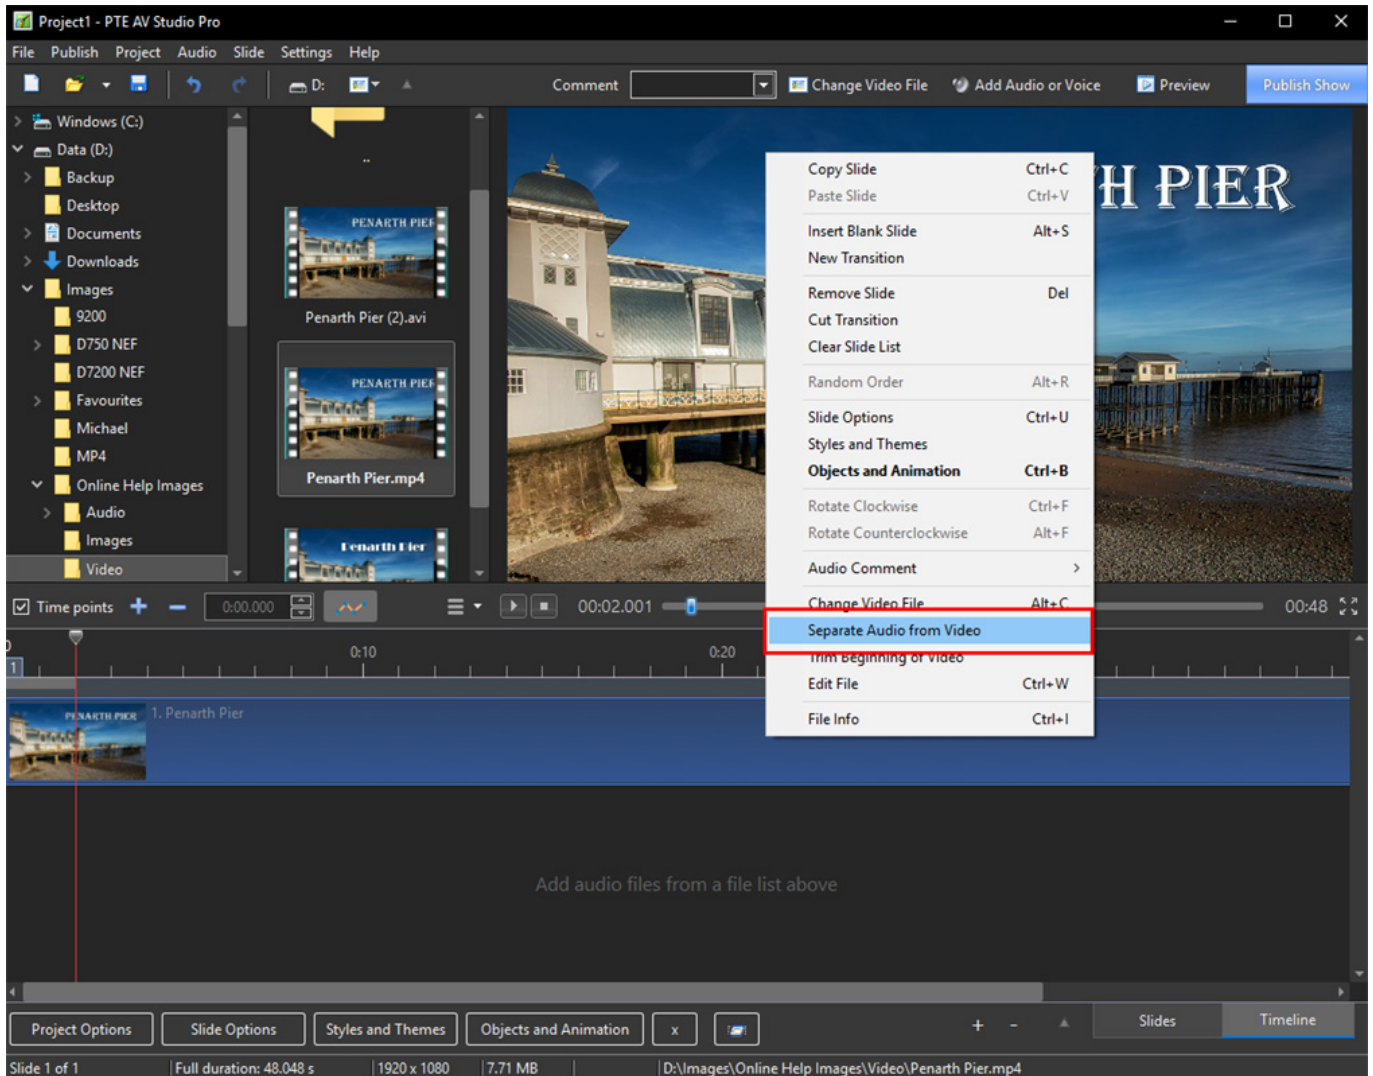 Project1 - PTE AV Studio Pro
File Publish Project Audio Slide Settings Help
D: Comment Change Video File Add Audio or Voice Preview Publish Show
Windows (C:)
Data (D:)
Backup
Desktop
Documents
Downloads
Images
9200
D750 NEF
D7200 NEF
Favourites
Michael
MP4
Online Help Images
Audio
Images
Video
..
PENARTH PIER
Penarth Pier (2).avi
PENARTH PIER
Penarth Pier.mp4
Penarth Pier
H PIER
Copy Slide Ctrl+C
Paste Slide Ctrl+V
Insert Blank Slide Alt+S
New Transition
Remove Slide Del
Cut Transition
Clear Slide List
Random Order Alt+R
Slide Options Ctrl+U
Styles and Themes
Objects and Animation Ctrl+B
Rotate Clockwise Ctrl+F
Rotate Counterclockwise Alt+F
Audio Comment
Change Video File Alt+C
Separate Audio from Video
Trim Beginning of Video
Edit File Ctrl+W
File Info Ctrl+I
Time points 0:00.000 00:02.001 00:48
0:10 0:20
1
PENARTH PIER 1. Penarth Pier
Add audio files from a file list above
Project Options Slide Options Styles and Themes Objects and Animation x + - Slides Timeline
Slide 1 of 1 Full duration: 48.048 s 1920 x 1080 7.71 MB D:\Images\Online Help Images\Video\Penarth Pier.mp4